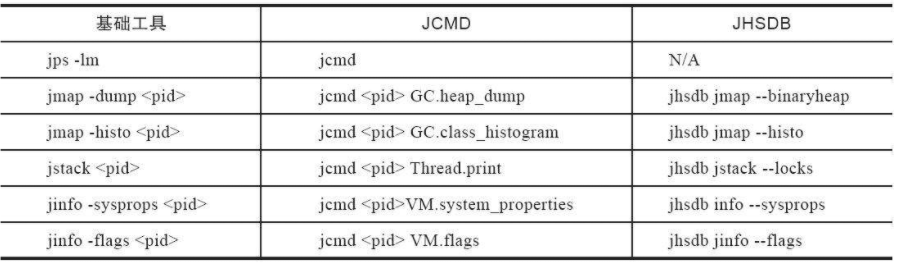 基础工具 JCMD JHSDB
jps -lm jcmd N/A
jmap -dump <pid> jcmd <pid> GC.heap_dump jhsdb jmap --binaryheap
jmap -histo <pid> jcmd <pid> GC.class_histogram jhsdb jmap --histo
jstack <pid> jcmd <pid> Thread.print jhsdb jstack --locks
jinfo -sysprops <pid> jcmd <pid>VM.system_properties jhsdb info --sysprops
jinfo -flags <pid> jcmd <pid> VM.flags jhsdb jinfo --flags